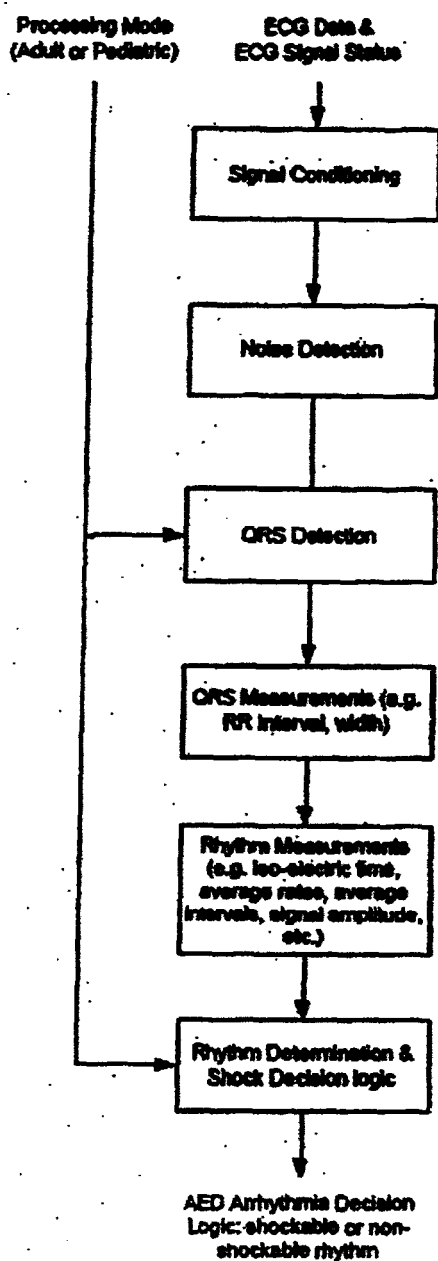 Processing Mode
(Adult or Pediatric)
ECG Data &
ECG Signal Status
Signal Conditioning
Noise Detection
QRS Detection
QRS Measurements (e.g.
RR interval, width)
Rhythm Measurements
(e.g. iso-electric time,
average rates, average
intervals, signal amplitude,
etc.)
Rhythm Determination &
Shock Decision logic
AED Arrhythmia Decision
Logic: shockable or non-
shockable rhythm